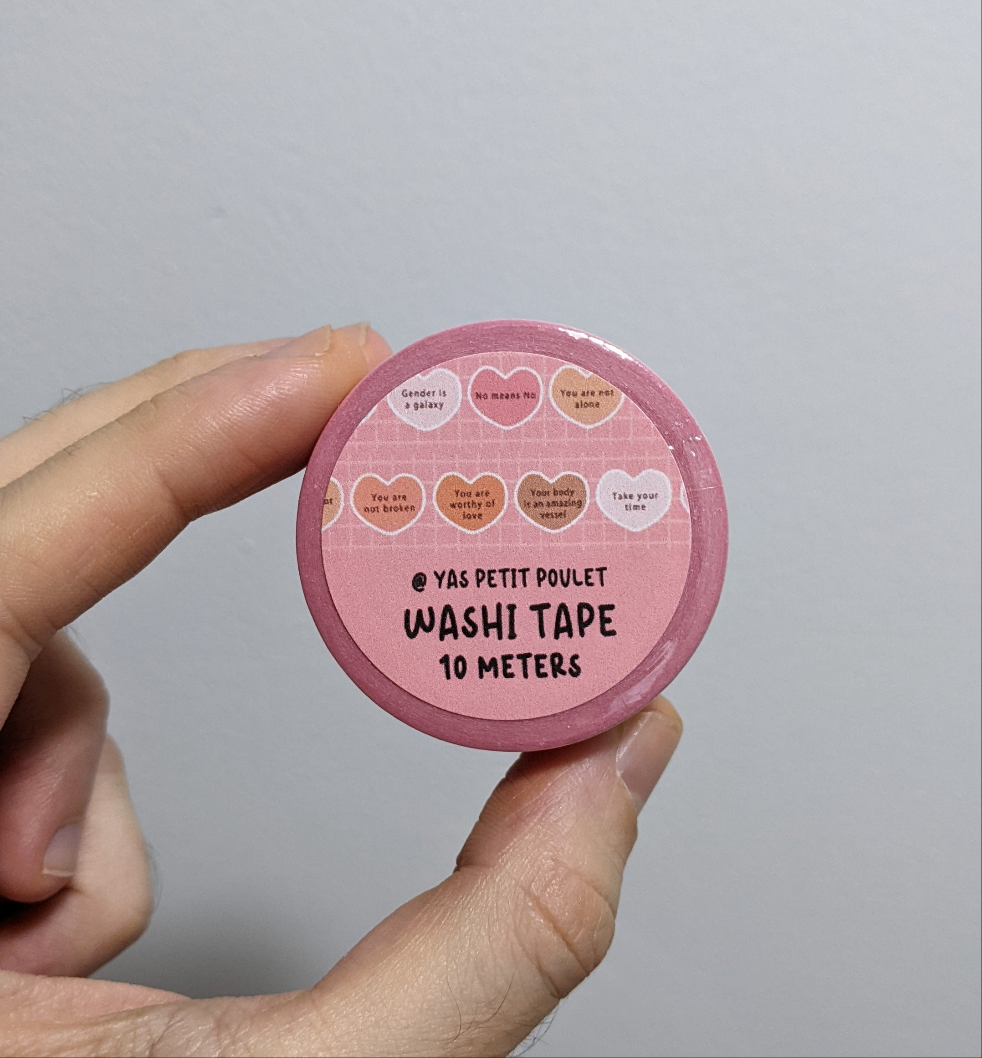 Gender is
a galaxy
No means No
You are not
alone
You are
not broken
You are
worthy of
love
Your body
is an amazing
vessel
Take your
time
@ YAS PETIT POULET
WASHI TAPE
10 METERS